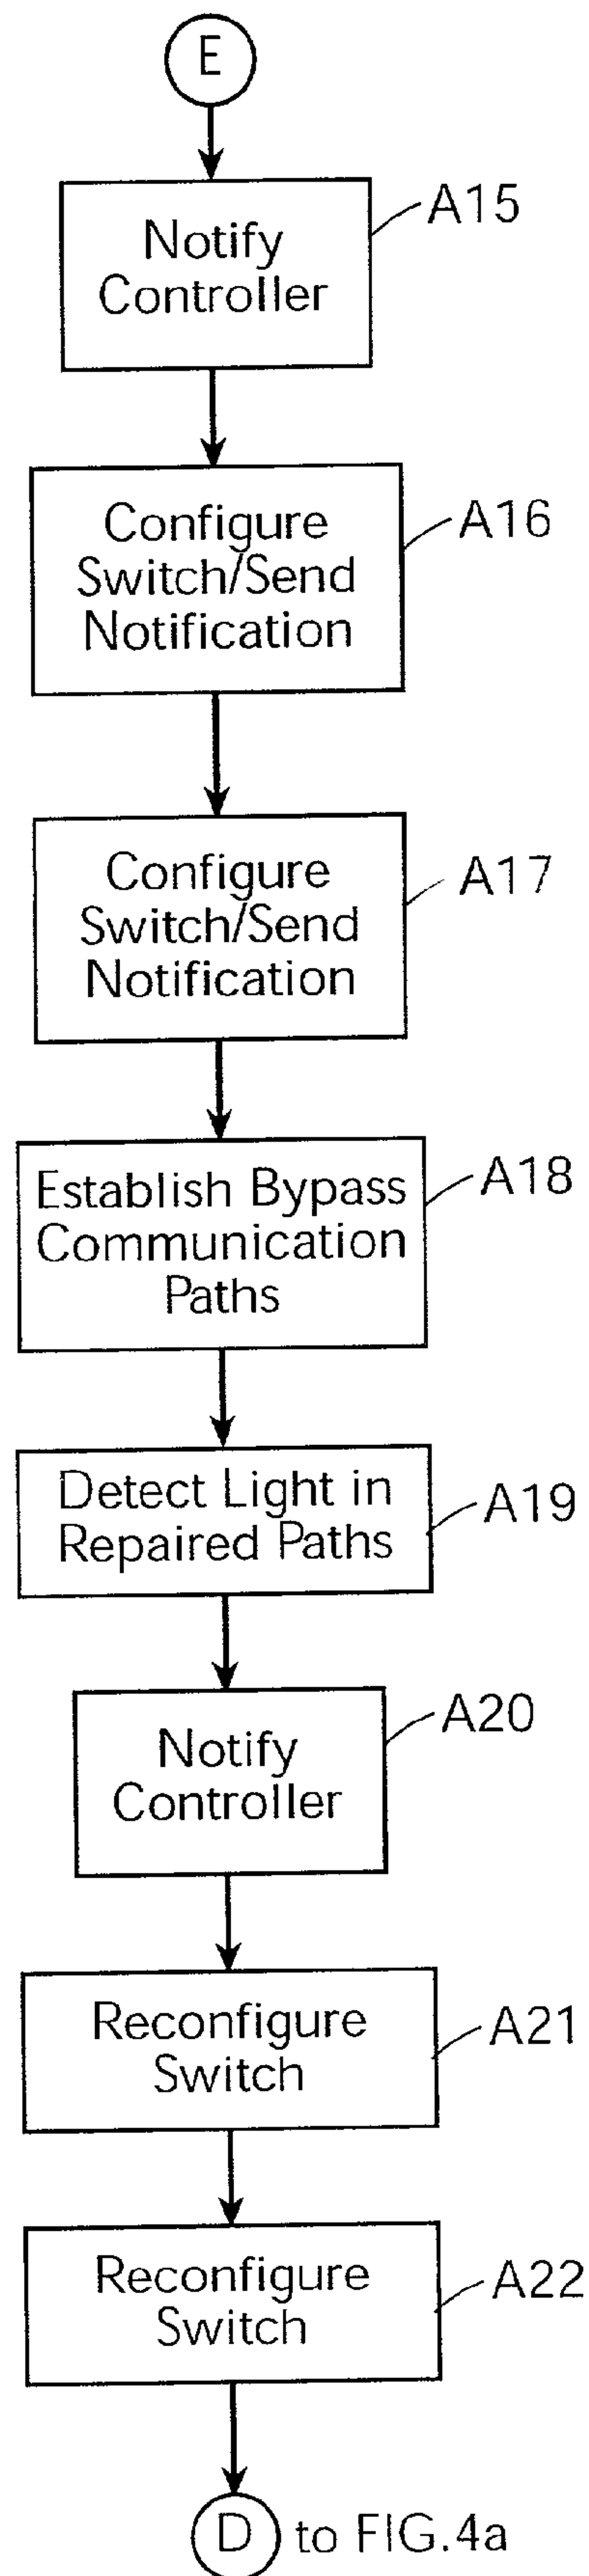 E
A15
Notify
Controller
A16
Configure
Switch/Send
Notification
A17
Configure
Switch/Send
Notification
A18
Establish Bypass
Communication
Paths
A19
Detect Light in
Repaired Paths
A20
Notify
Controller
A21
Reconfigure
Switch
A22
Reconfigure
Switch
D to FIG.4a